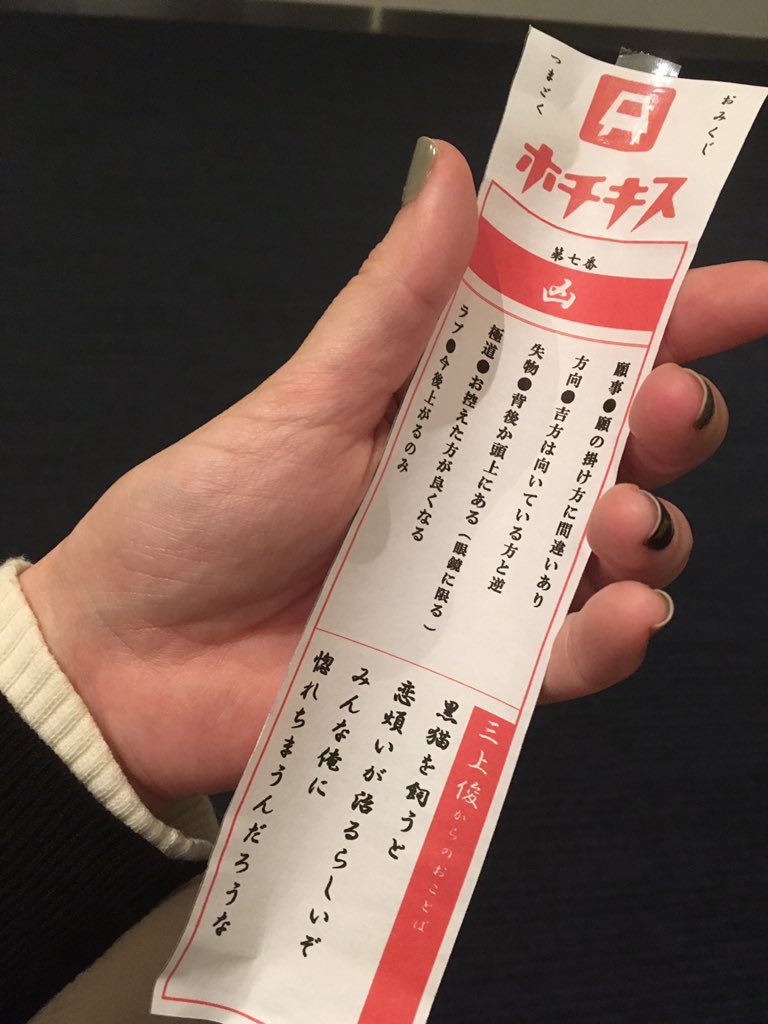 おみくじ
つまごく
ホチキス
第七番
凶
願事●願の掛け方に間違いあり
方向●吉方は向いている方と逆
失物●背後か頭上にある（眼鏡に限る）
極道●お控えた方が良くなる
ラブ●今後上がるのみ
三上俊からのおことば
黒猫を飼うと
恋煩いが治るらしいぞ
みんな俺に
惚れちまうんだろうな